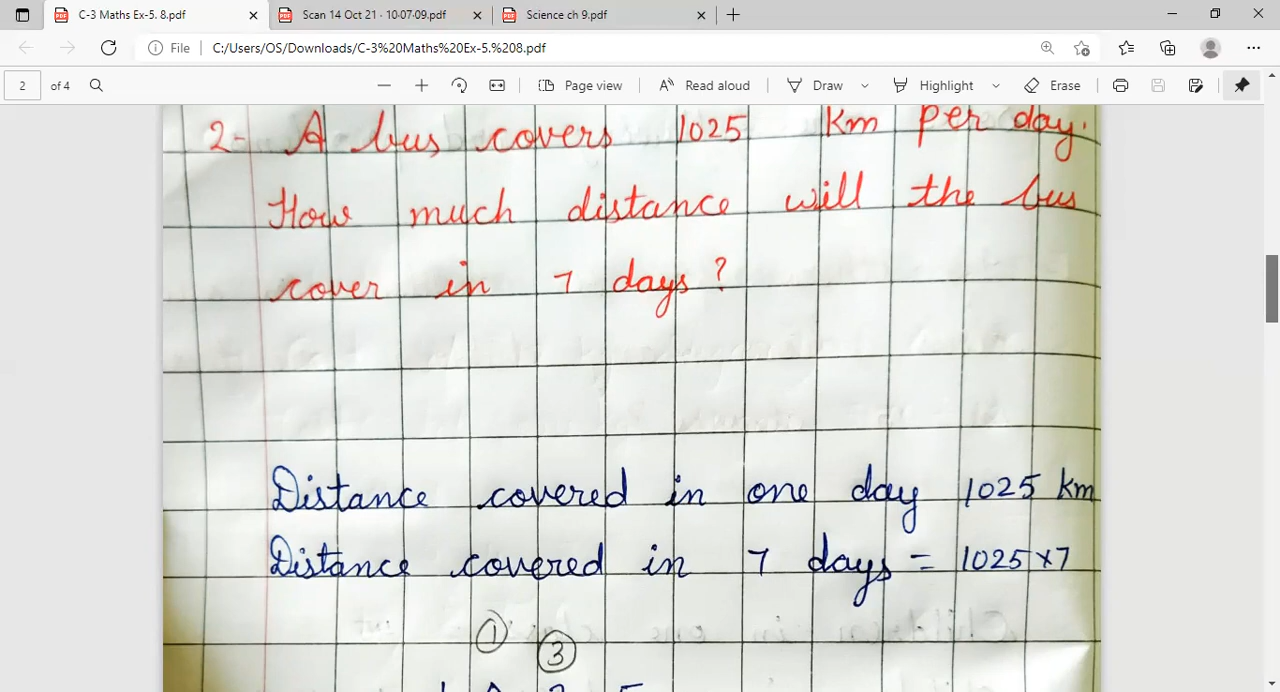 C-3 Maths Ex-5. 8.pdf
Scan 14 Oct 21 · 10·07·09.pdf
Science ch 9.pdf
File
C:/Users/OS/Downloads/C-3%20Maths%20Ex-5.%208.pdf
2 of 4
Page view
Read aloud
Draw
Highlight
Erase
2- A bus covers 1025 Km per day.
How much distance will the bus
cover in 7 days ?
Distance covered in one day 1025 km
Distance covered in 7 days = 1025×7
1 3